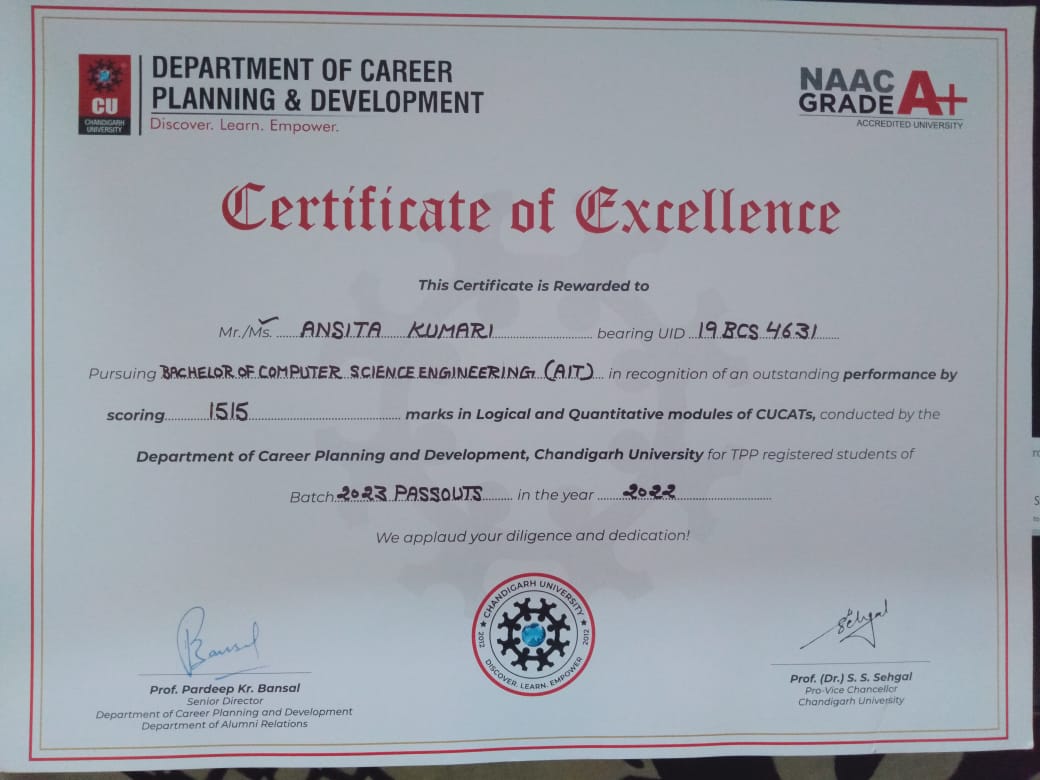 CU
CHANDIGARH
UNIVERSITY
DEPARTMENT OF CAREER
PLANNING & DEVELOPMENT
Discover. Learn. Empower.
NAAC
GRADE A+
ACCREDITED UNIVERSITY
Certificate of Excellence
This Certificate is Rewarded to
Mr./Ms. ANSITA KUMARI bearing UID 19BCS4631
Pursuing BACHELOR OF COMPUTER SCIENCE ENGINEERING (AIT) in recognition of an outstanding performance by
scoring 1515 marks in Logical and Quantitative modules of CUCATs, conducted by the
Department of Career Planning and Development, Chandigarh University for TPP registered students of
Batch 2023 PASSOUTS in the year 2022
We applaud your diligence and dedication!
Bansal
CHANDIGARH UNIVERSITY
2012 2012
DISCOVER. LEARN. EMPOWER
Sehgal
Prof. Pardeep Kr. Bansal
Senior Director
Department of Career Planning and Development
Department of Alumni Relations
Prof. (Dr.) S. S. Sehgal
Pro-Vice Chancellor
Chandigarh University